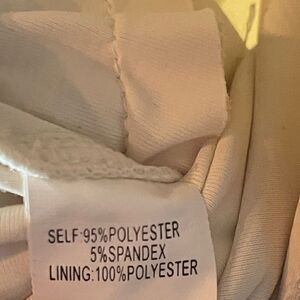 SELF:95%POLYESTER
5%SPANDEX
LINING:100%POLYESTER